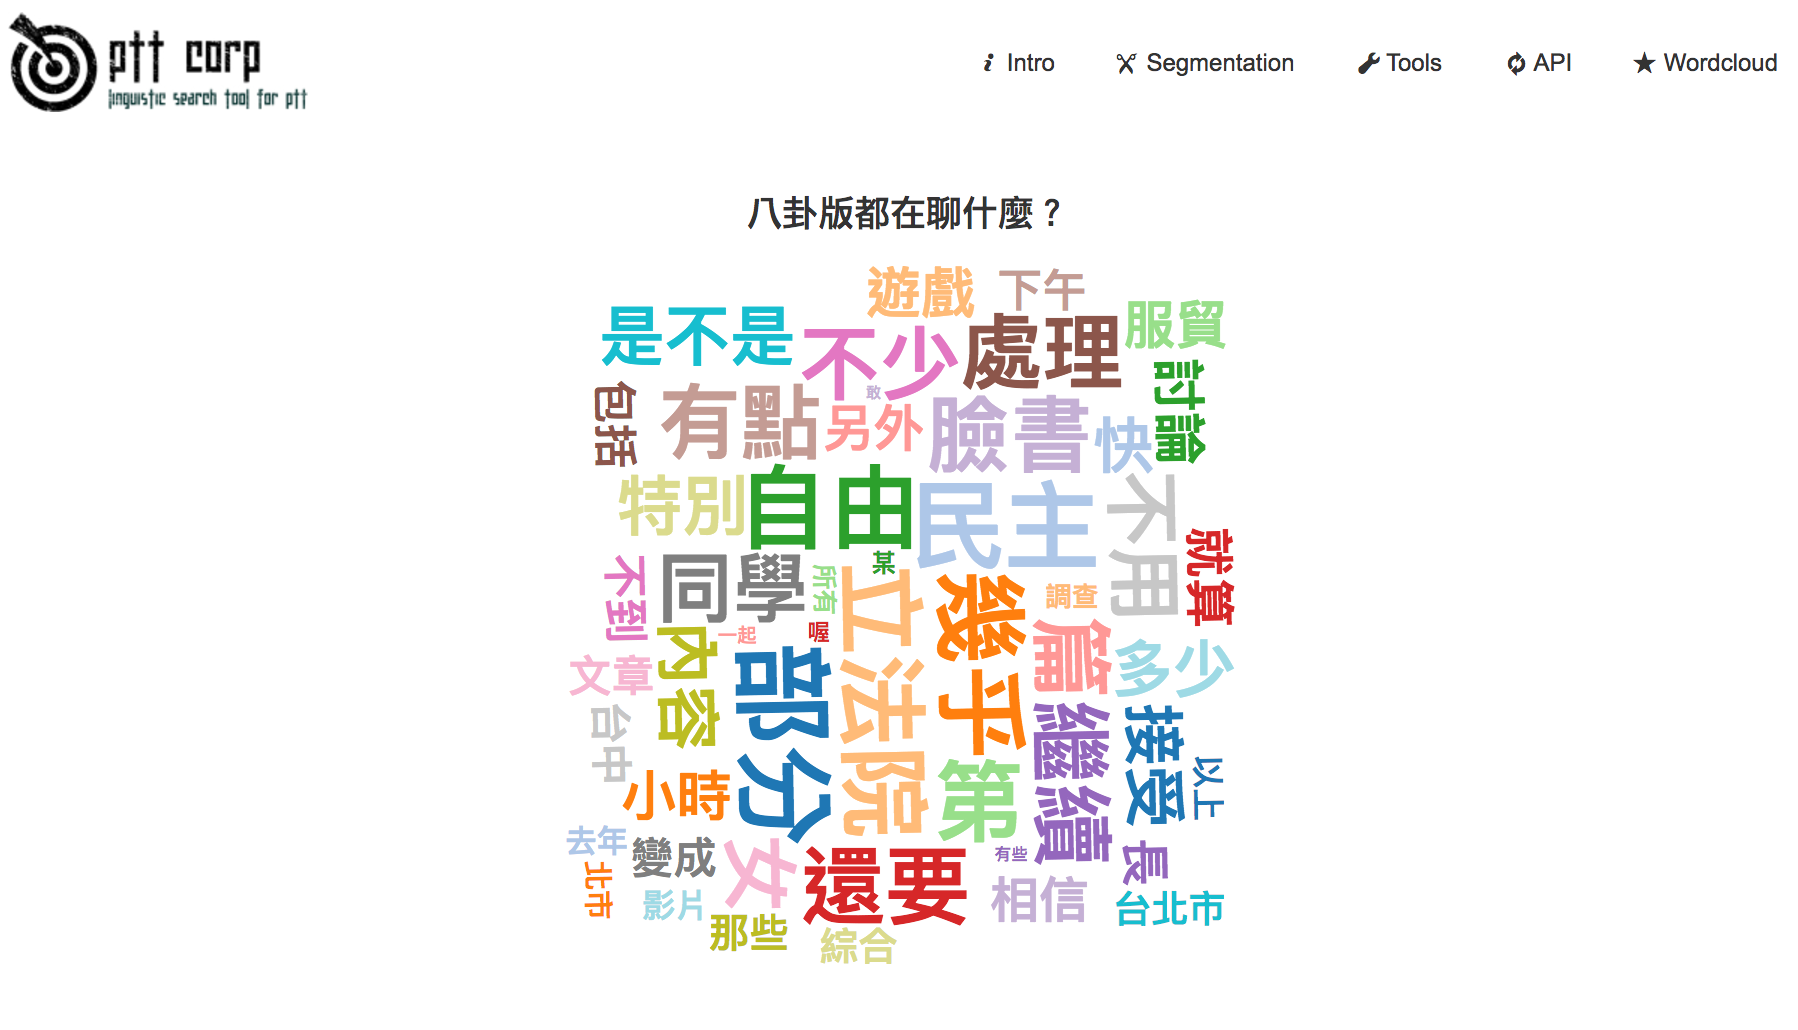 ptt corp
linguistic search tool for ptt
Intro
Segmentation
Tools
API
Wordcloud
八卦版都在聊什麼？
遊戲
下午
服貿
是不是
不少
處理
討論
包括
有點
敢
另外
臉書
快
特別
自由
民主
不用
就算
不到
同學
所有
某
立法院
幾乎
調查
一起
喔
篇
多少
文章
內容
部分
繼續
接受
台中
小時
第
以上
去年
變成
女
還要
有些
長
北市
影片
相信
台北市
那些
綜合